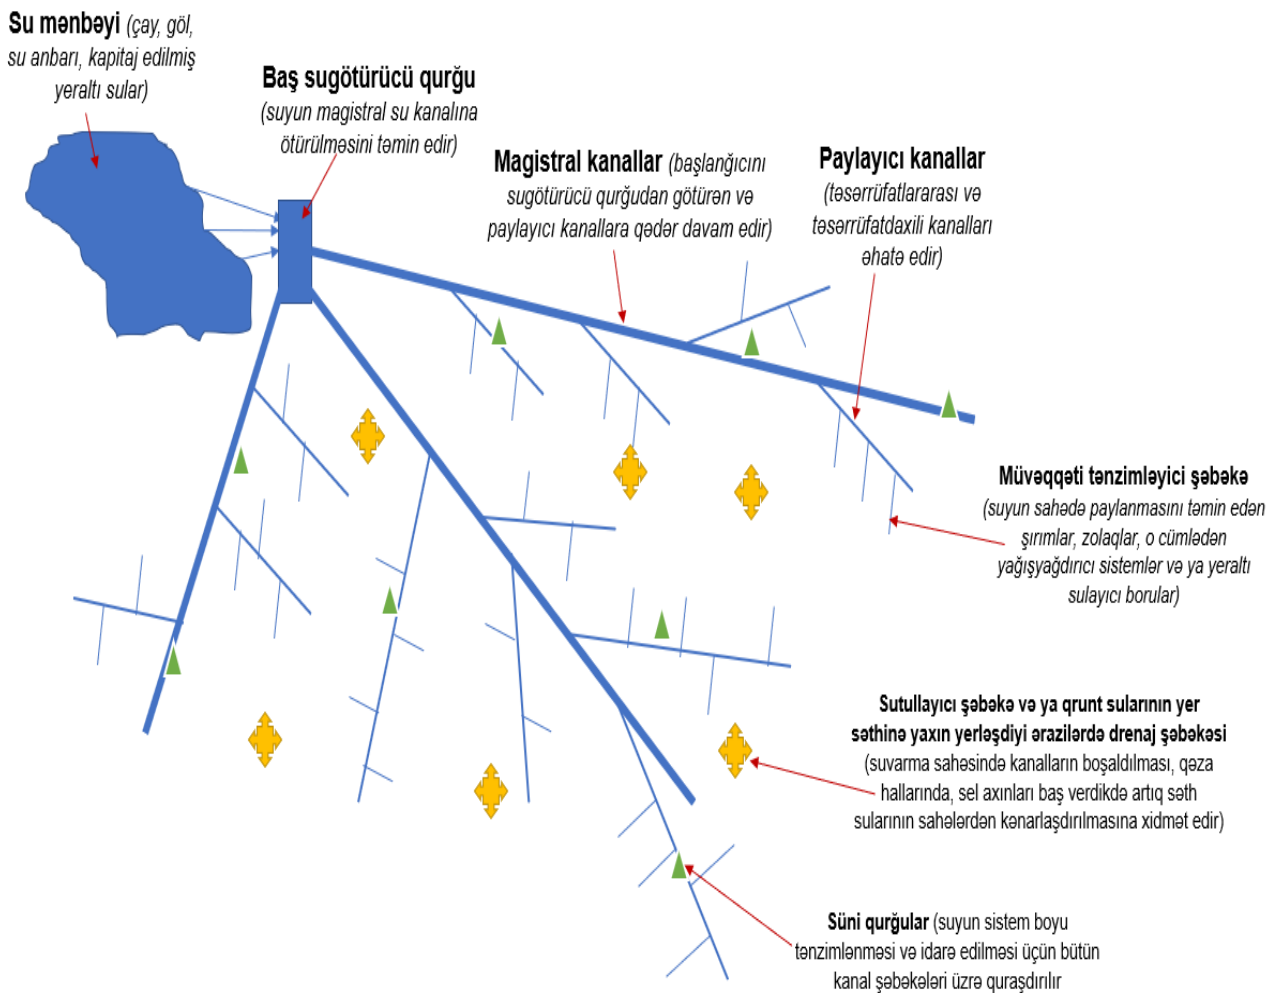 Su mənbəyi (çay, göl,
su anbarı, kapitaj edilmiş
yeraltı sular)
Baş sugötürücü qurğu
(suyun magistral su kanalına
ötürülməsini təmin edir)
Magistral kanallar (başlanğıcını
sugötürücü qurğudan götürən və
paylayıcı kanallara qədər davam edir)
Paylayıcı kanallar
(təsərrüfatlararası və
təsərrüfatdaxili kanalları
əhatə edir)
Müvəqqəti tənzimləyici şəbəkə
(suyun sahədə paylanmasını təmin edən
şırımlar, zolaqlar, o cümlədən
yağışyağdırıcı sistemlər və ya yeraltı
sulayıcı borular)
Sutullayıcı şəbəkə və ya qrunt sularının yer
səthinə yaxın yerləşdiyi ərazilərdə drenaj şəbəkəsi
(suvarma sahəsində kanalların boşaldılması, qəza
hallarında, sel axınları baş verdikdə artıq səth
sularının sahələrdən kənarlaşdırılmasına xidmət edir)
Süni qurğular (suyun sistem boyu
tənzimlənməsi və idarə edilməsi üçün bütün
kanal şəbəkələri üzrə quraşdırılır